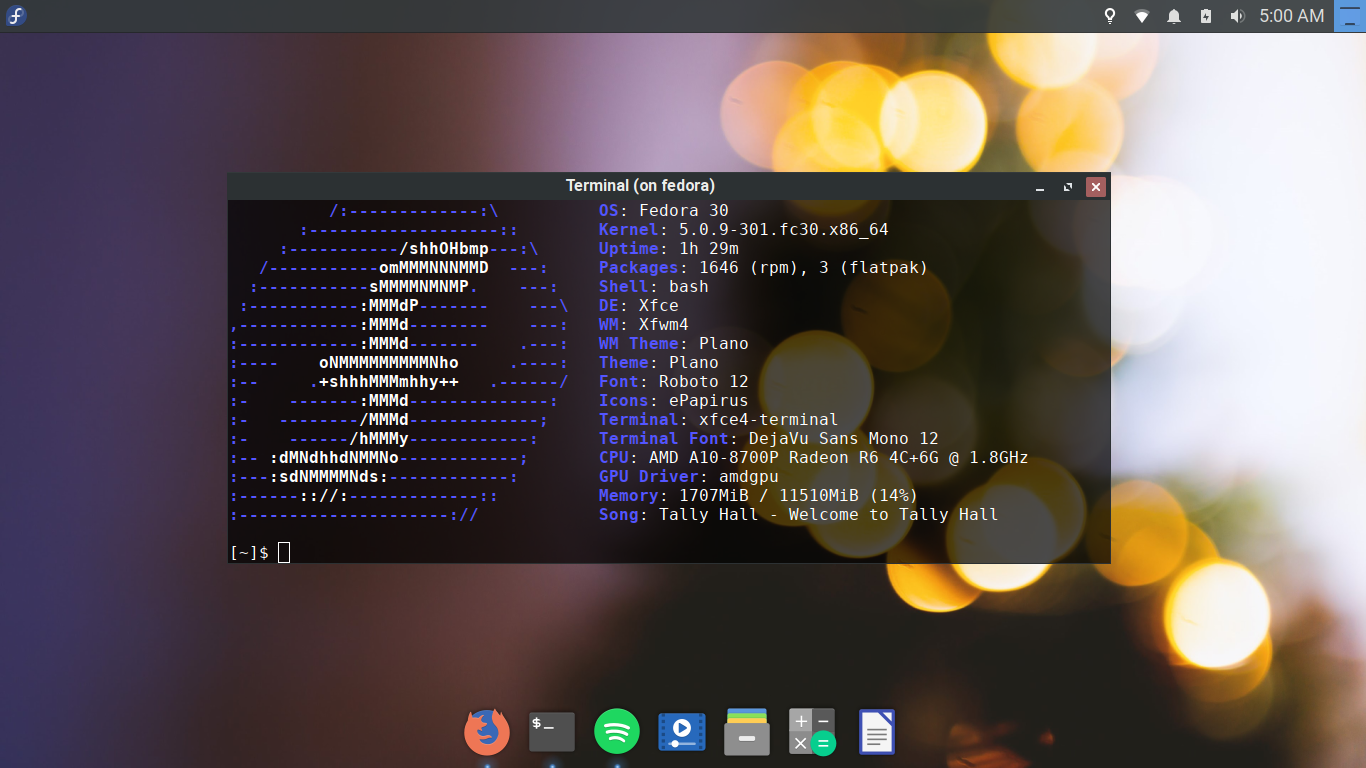 5:00 AM
Terminal (on fedora)
/:-------------:\ OS: Fedora 30
:-------------------:: Kernel: 5.0.9-301.fc30.x86_64
:-----------/shhOHbmp---:\ Uptime: 1h 29m
/-----------omMMMNNNMMD  ---: Packages: 1646 (rpm), 3 (flatpak)
:-----------sMMMMNMNMP.    ---: Shell: bash
:-----------:MMMdP-------    ---\ DE: Xfce
,------------:MMMd--------    ---: WM: Xfwm4
:------------:MMMd-------    .---: WM Theme: Plano
:----    oNMMMMMMMMMNho     .----: Theme: Plano
:--     .+shhhMMMmhhy++   .------/ Font: Roboto 12
:-    -------:MMMd--------------: Icons: ePapirus
:-   --------/MMMd-------------; Terminal: xfce4-terminal
:-    ------/hMMMy------------: Terminal Font: DejaVu Sans Mono 12
:-- :dMNdhhdNMMNo------------; CPU: AMD A10-8700P Radeon R6 4C+6G @ 1.8GHz
:---:sdNMMMMNds:------------: GPU Driver: amdgpu
:------:://:-------------:: Memory: 1707MiB / 11510MiB (14%)
:---------------------:// Song: Tally Hall - Welcome to Tally Hall
[~]$
$_